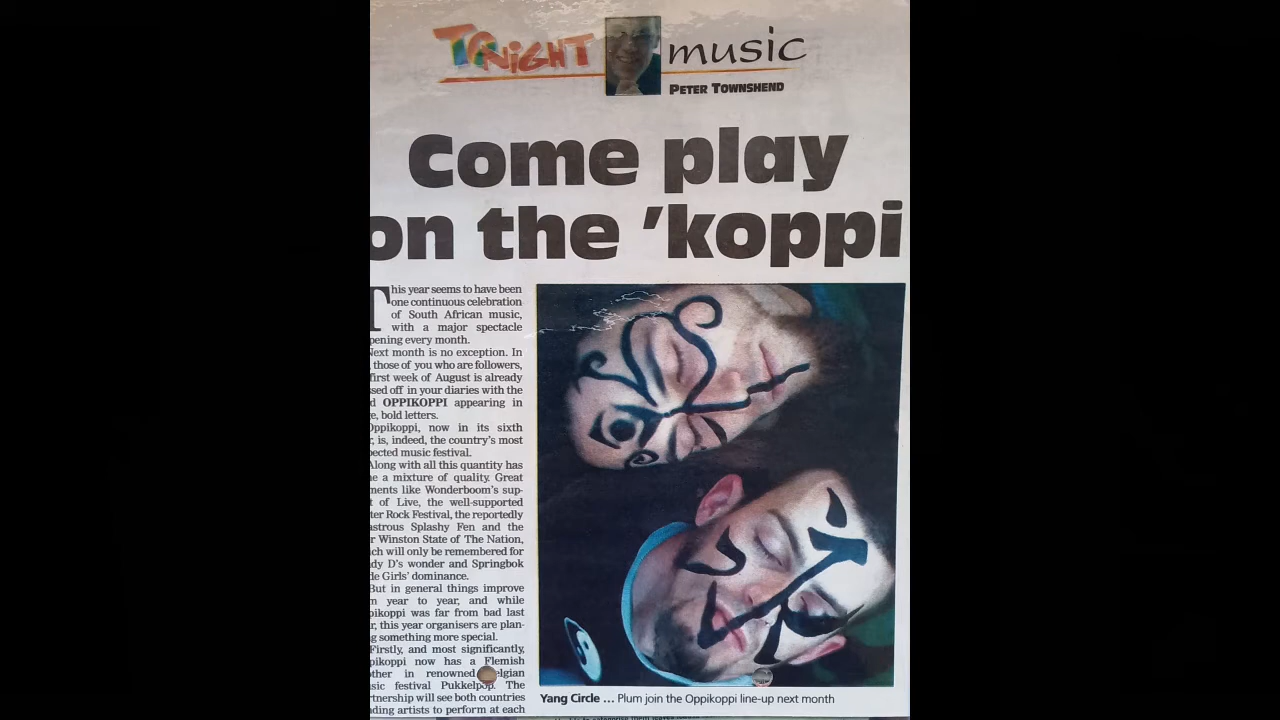 TONIGHT music
PETER TOWNSHEND
Come play
on the 'koppi
This year seems to have been
one continuous celebration
of South African music,
with a major spectacle
pening every month.
Next month is no exception. In
those of you who are followers,
first week of August is already
sed off in your diaries with the
d OPPIKOPPI appearing in
e, bold letters.
Oppikoppi, now in its sixth
r, is, indeed, the country's most
pected music festival.
Along with all this quantity has
e a mixture of quality. Great
ments like Wonderboom's sup-
t of Live, the well-supported
ter Rock Festival, the reportedly
astrous Splashy Fen and the
r Winston State of The Nation,
ch will only be remembered for
dy D's wonder and Springbok
de Girls' dominance.
But in general things improve
m year to year, and while
pikoppi was far from bad last
r, this year organisers are plan-
g something more special.
Firstly, and most significantly,
pikoppi now has a Flemish
other in renowned elgian
sic festival Pukkelpop. The
rtnership will see both countries
nding artists to perform at each
Yang Circle ... Plum join the Oppikoppi line-up next month